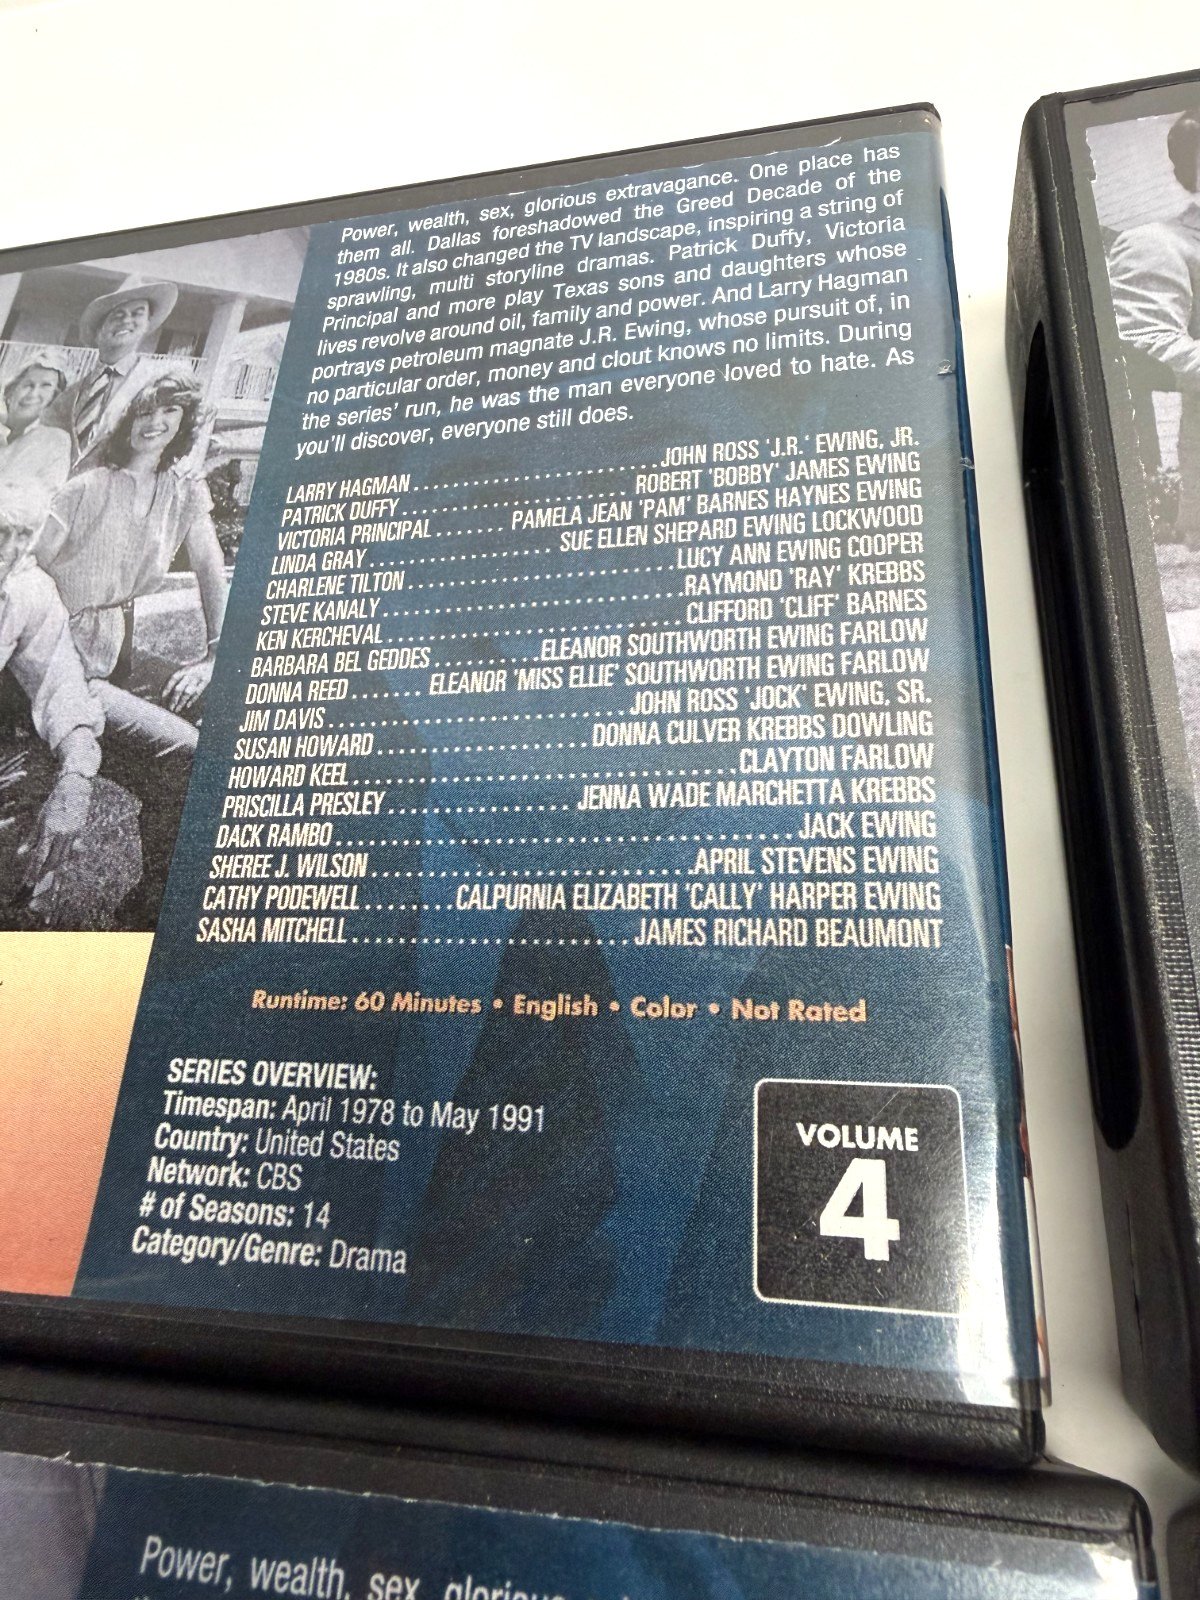 Power, wealth, sex, glorious extravagance. One place has
them all. Dallas foreshadowed the Greed Decade of the
1980s. It also changed the TV landscape, inspiring a string of
sprawling, multi storyline dramas. Patrick Duffy, Victoria
Principal and more play Texas sons and daughters whose
lives revolve around oil, family and power. And Larry Hagman
portrays petroleum magnate J.R. Ewing, whose pursuit of, in
no particular order, money and clout knows no limits. During
the series' run, he was the man everyone loved to hate. As
you'll discover, everyone still does.
LARRY HAGMAN ........................ JOHN ROSS 'J.R.' EWING, JR.
PATRICK DUFFY ...................... ROBERT 'BOBBY' JAMES EWING
VICTORIA PRINCIPAL ....... PAMELA JEAN 'PAM' BARNES HAYNES EWING
LINDA GRAY .................. SUE ELLEN SHEPARD EWING LOCKWOOD
CHARLENE TILTON .......................... LUCY ANN EWING COOPER
STEVE KANALY ............................. RAYMOND 'RAY' KREBBS
KEN KERCHEVAL ............................ CLIFFORD 'CLIFF' BARNES
BARBARA BEL GEDDES .......... ELEANOR SOUTHWORTH EWING FARLOW
DONNA REED ....... ELEANOR 'MISS ELLIE' SOUTHWORTH EWING FARLOW
JIM DAVIS ............................ JOHN ROSS 'JOCK' EWING, SR.
SUSAN HOWARD .................... DONNA CULVER KREBBS DOWLING
HOWARD KEEL .................................... CLAYTON FARLOW
PRISCILLA PRESLEY ................ JENNA WADE MARCHETTA KREBBS
DACK RAMBO ........................................... JACK EWING
SHEREE J. WILSON .............................. APRIL STEVENS EWING
CATHY PODEWELL ........ CALPURNIA ELIZABETH 'CALLY' HARPER EWING
SASHA MITCHELL .......................... JAMES RICHARD BEAUMONT
Runtime: 60 Minutes • English • Color • Not Rated
SERIES OVERVIEW:
Timespan: April 1978 to May 1991
Country: United States
Network: CBS
# of Seasons: 14
Category/Genre: Drama
VOLUME
4
Power, wealth, sex, glorious